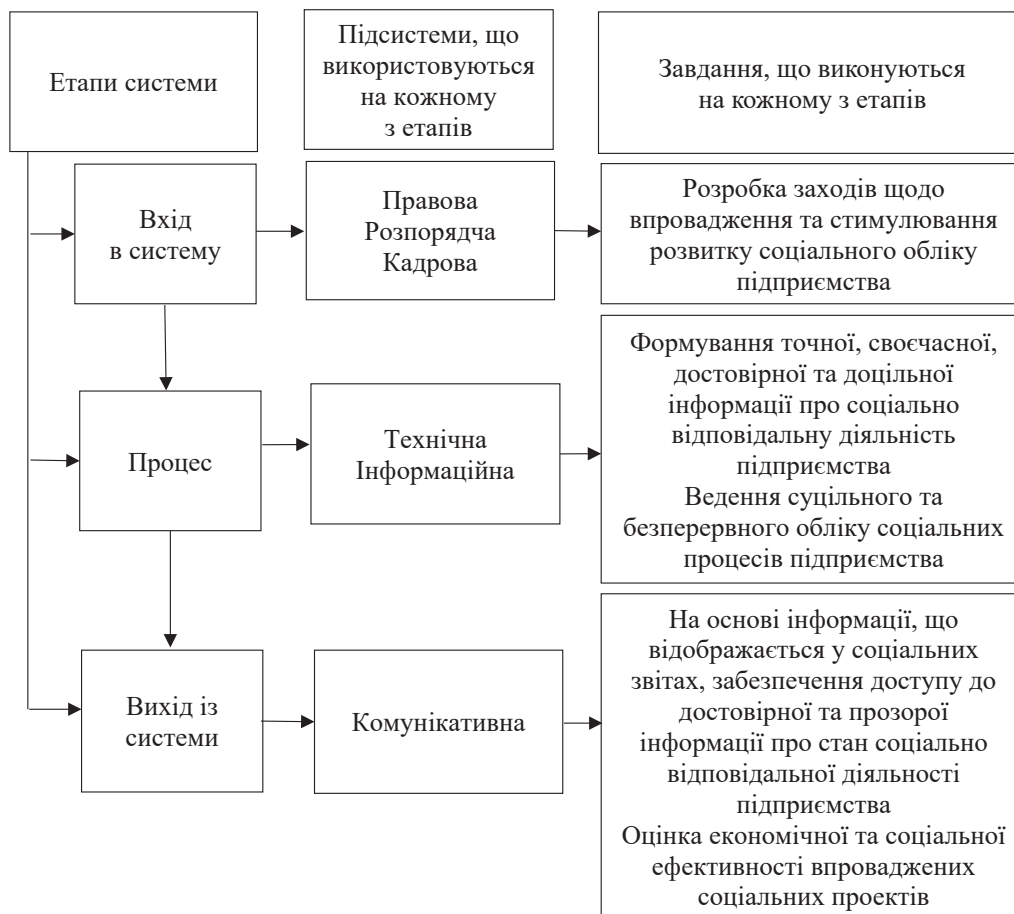 Етапи системи
Підсистеми, що
використовуються
на кожному
з етапів
Завдання, що виконуються
на кожному з етапів
Вхід
в систему
Правова
Розпорядча
Кадрова
Розробка заходів щодо
впровадження та стимулювання
розвитку соціального обліку
підприємства
Процес
Технічна
Інформаційна
Формування точної, своєчасної,
достовірної та доцільної
інформації про соціально
відповідальну діяльність
підприємства
Ведення суцільного та
безперервного обліку соціальних
процесів підприємства
Вихід із
системи
Комунікативна
На основі інформації, що
відображається у соціальних
звітах, забезпечення доступу до
достовірної та прозорої
інформації про стан соціально
відповідальної діяльності
підприємства
Оцінка економічної та соціальної
ефективності впроваджених
соціальних проектів